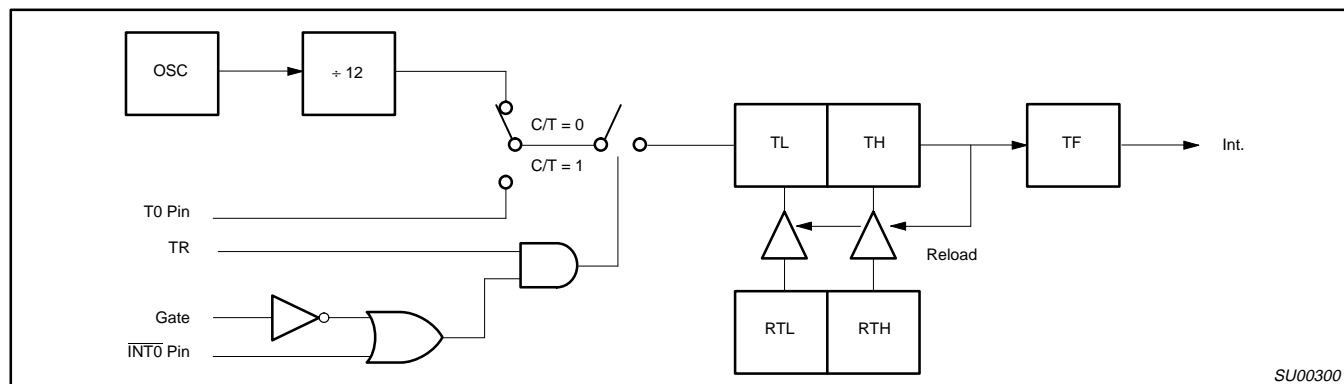 OSC
÷ 12
C/T = 0
C/T = 1
TL
TH
TF
Int.
T0 Pin
TR
Reload
Gate
INT0 Pin
RTL
RTH
SU00300